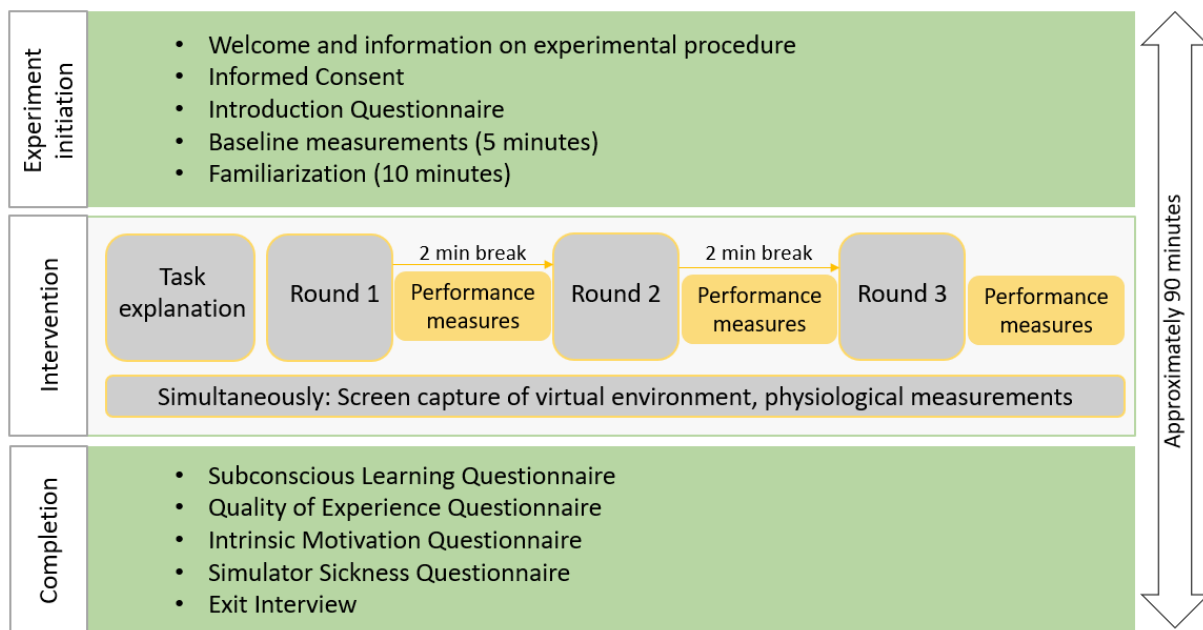 Experiment
initiation
• Welcome and information on experimental procedure
• Informed Consent
• Introduction Questionnaire
• Baseline measurements (5 minutes)
• Familiarization (10 minutes)
Intervention
Task
explanation
Round 1
2 min break
Performance
measures
Round 2
2 min break
Performance
measures
Round 3
Performance
measures
Simultaneously: Screen capture of virtual environment, physiological measurements
Completion
• Subconscious Learning Questionnaire
• Quality of Experience Questionnaire
• Intrinsic Motivation Questionnaire
• Simulator Sickness Questionnaire
• Exit Interview
Approximately 90 minutes